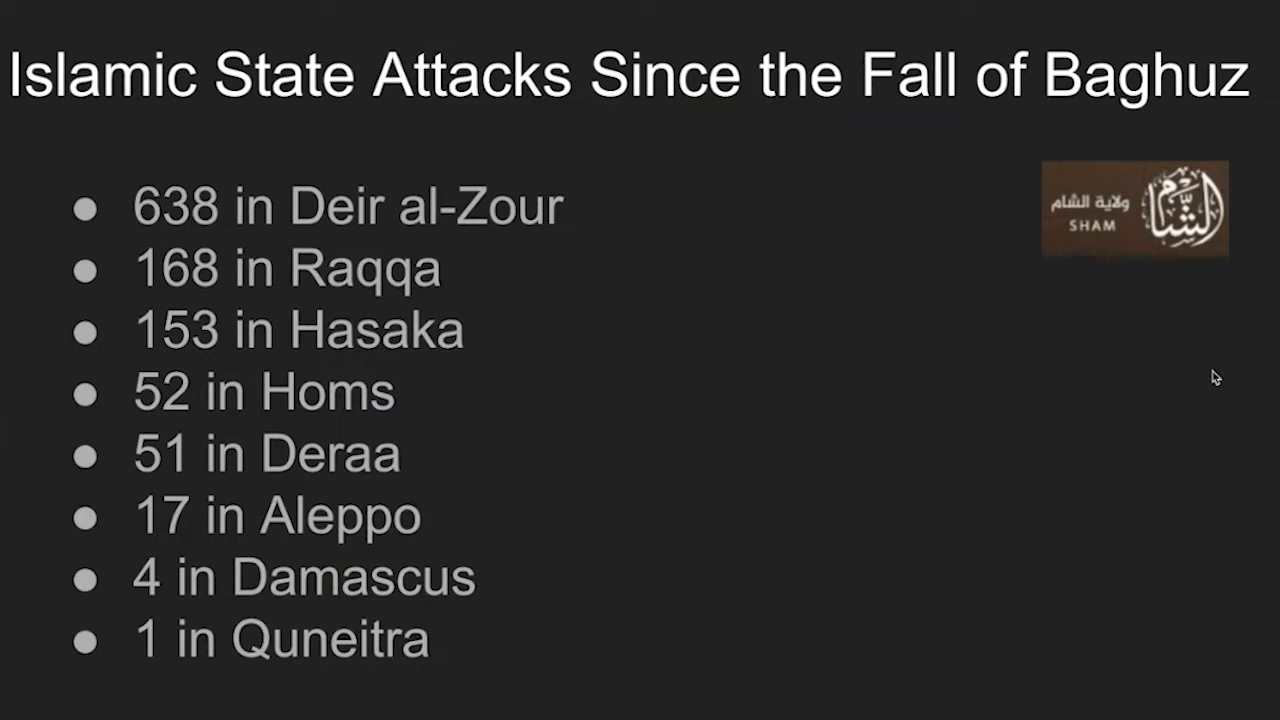 Islamic State Attacks Since the Fall of Baghuz
ولاية الشام
SHAM
الشام
● 638 in Deir al-Zour
● 168 in Raqqa
● 153 in Hasaka
● 52 in Homs
● 51 in Deraa
● 17 in Aleppo
● 4 in Damascus
● 1 in Quneitra